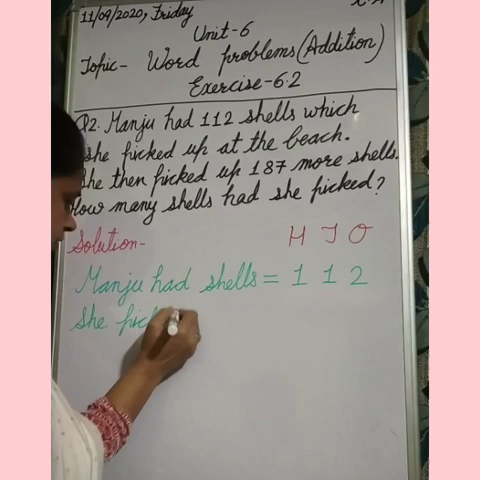 11/09/2020, Friday
Unit-6
Topic- Word problems (Addition)
Exercise-6.2
Q2. Manju had 112 shells which
she picked up at the beach.
She then picked up 187 more shells.
How many shells had she picked?
Solution- H T O
Manju had shells = 1 1 2
She pic